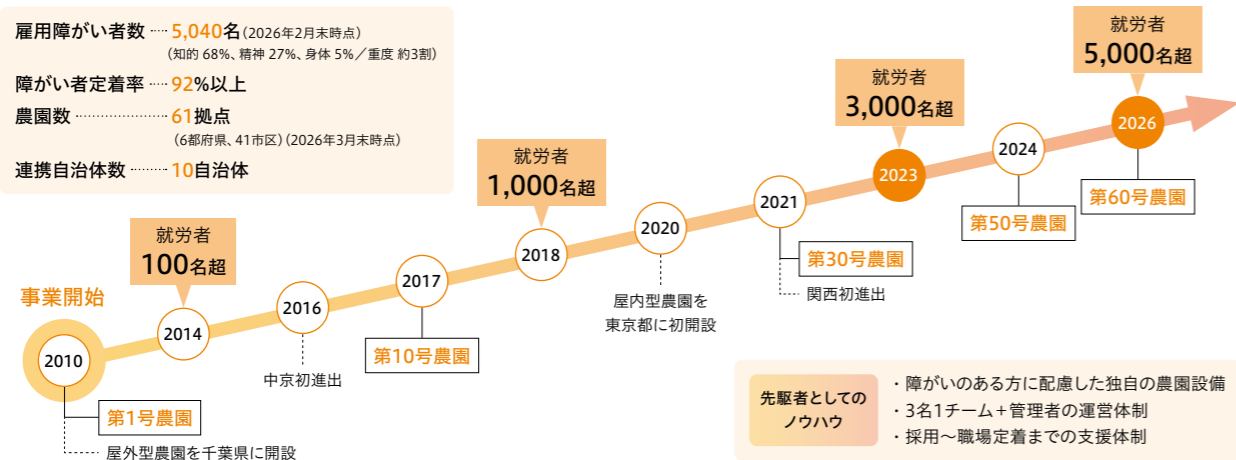 雇用障がい者数 ····· 5,040名(2026年2月末時点)
(知的 68%、精神 27%、身体 5%／重度 約3割)
障がい者定着率 ····· 92%以上
農園数 ····················· 61拠点
(6都府県、41市区)(2026年3月末時点)
連携自治体数 ········· 10自治体
就労者
5,000名超
就労者
3,000名超
就労者
1,000名超
就労者
100名超
事業開始
2010
2014
2016
2017
2018
2020
2021
2023
2024
2026
第1号農園
屋外型農園を千葉県に開設
中京初進出
第10号農園
屋内型農園を
東京都に初開設
第30号農園
関西初進出
第50号農園
第60号農園
先駆者としての
ノウハウ
・障がいのある方に配慮した独自の農園設備
・3名1チーム＋管理者の運営体制
・採用～職場定着までの支援体制